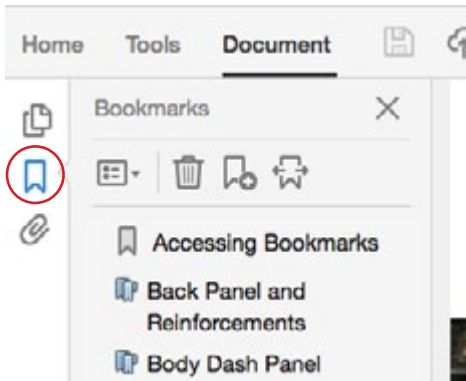 Home Tools Document
Bookmarks
Accessing Bookmarks
Back Panel and
Reinforcements
Body Dash Panel